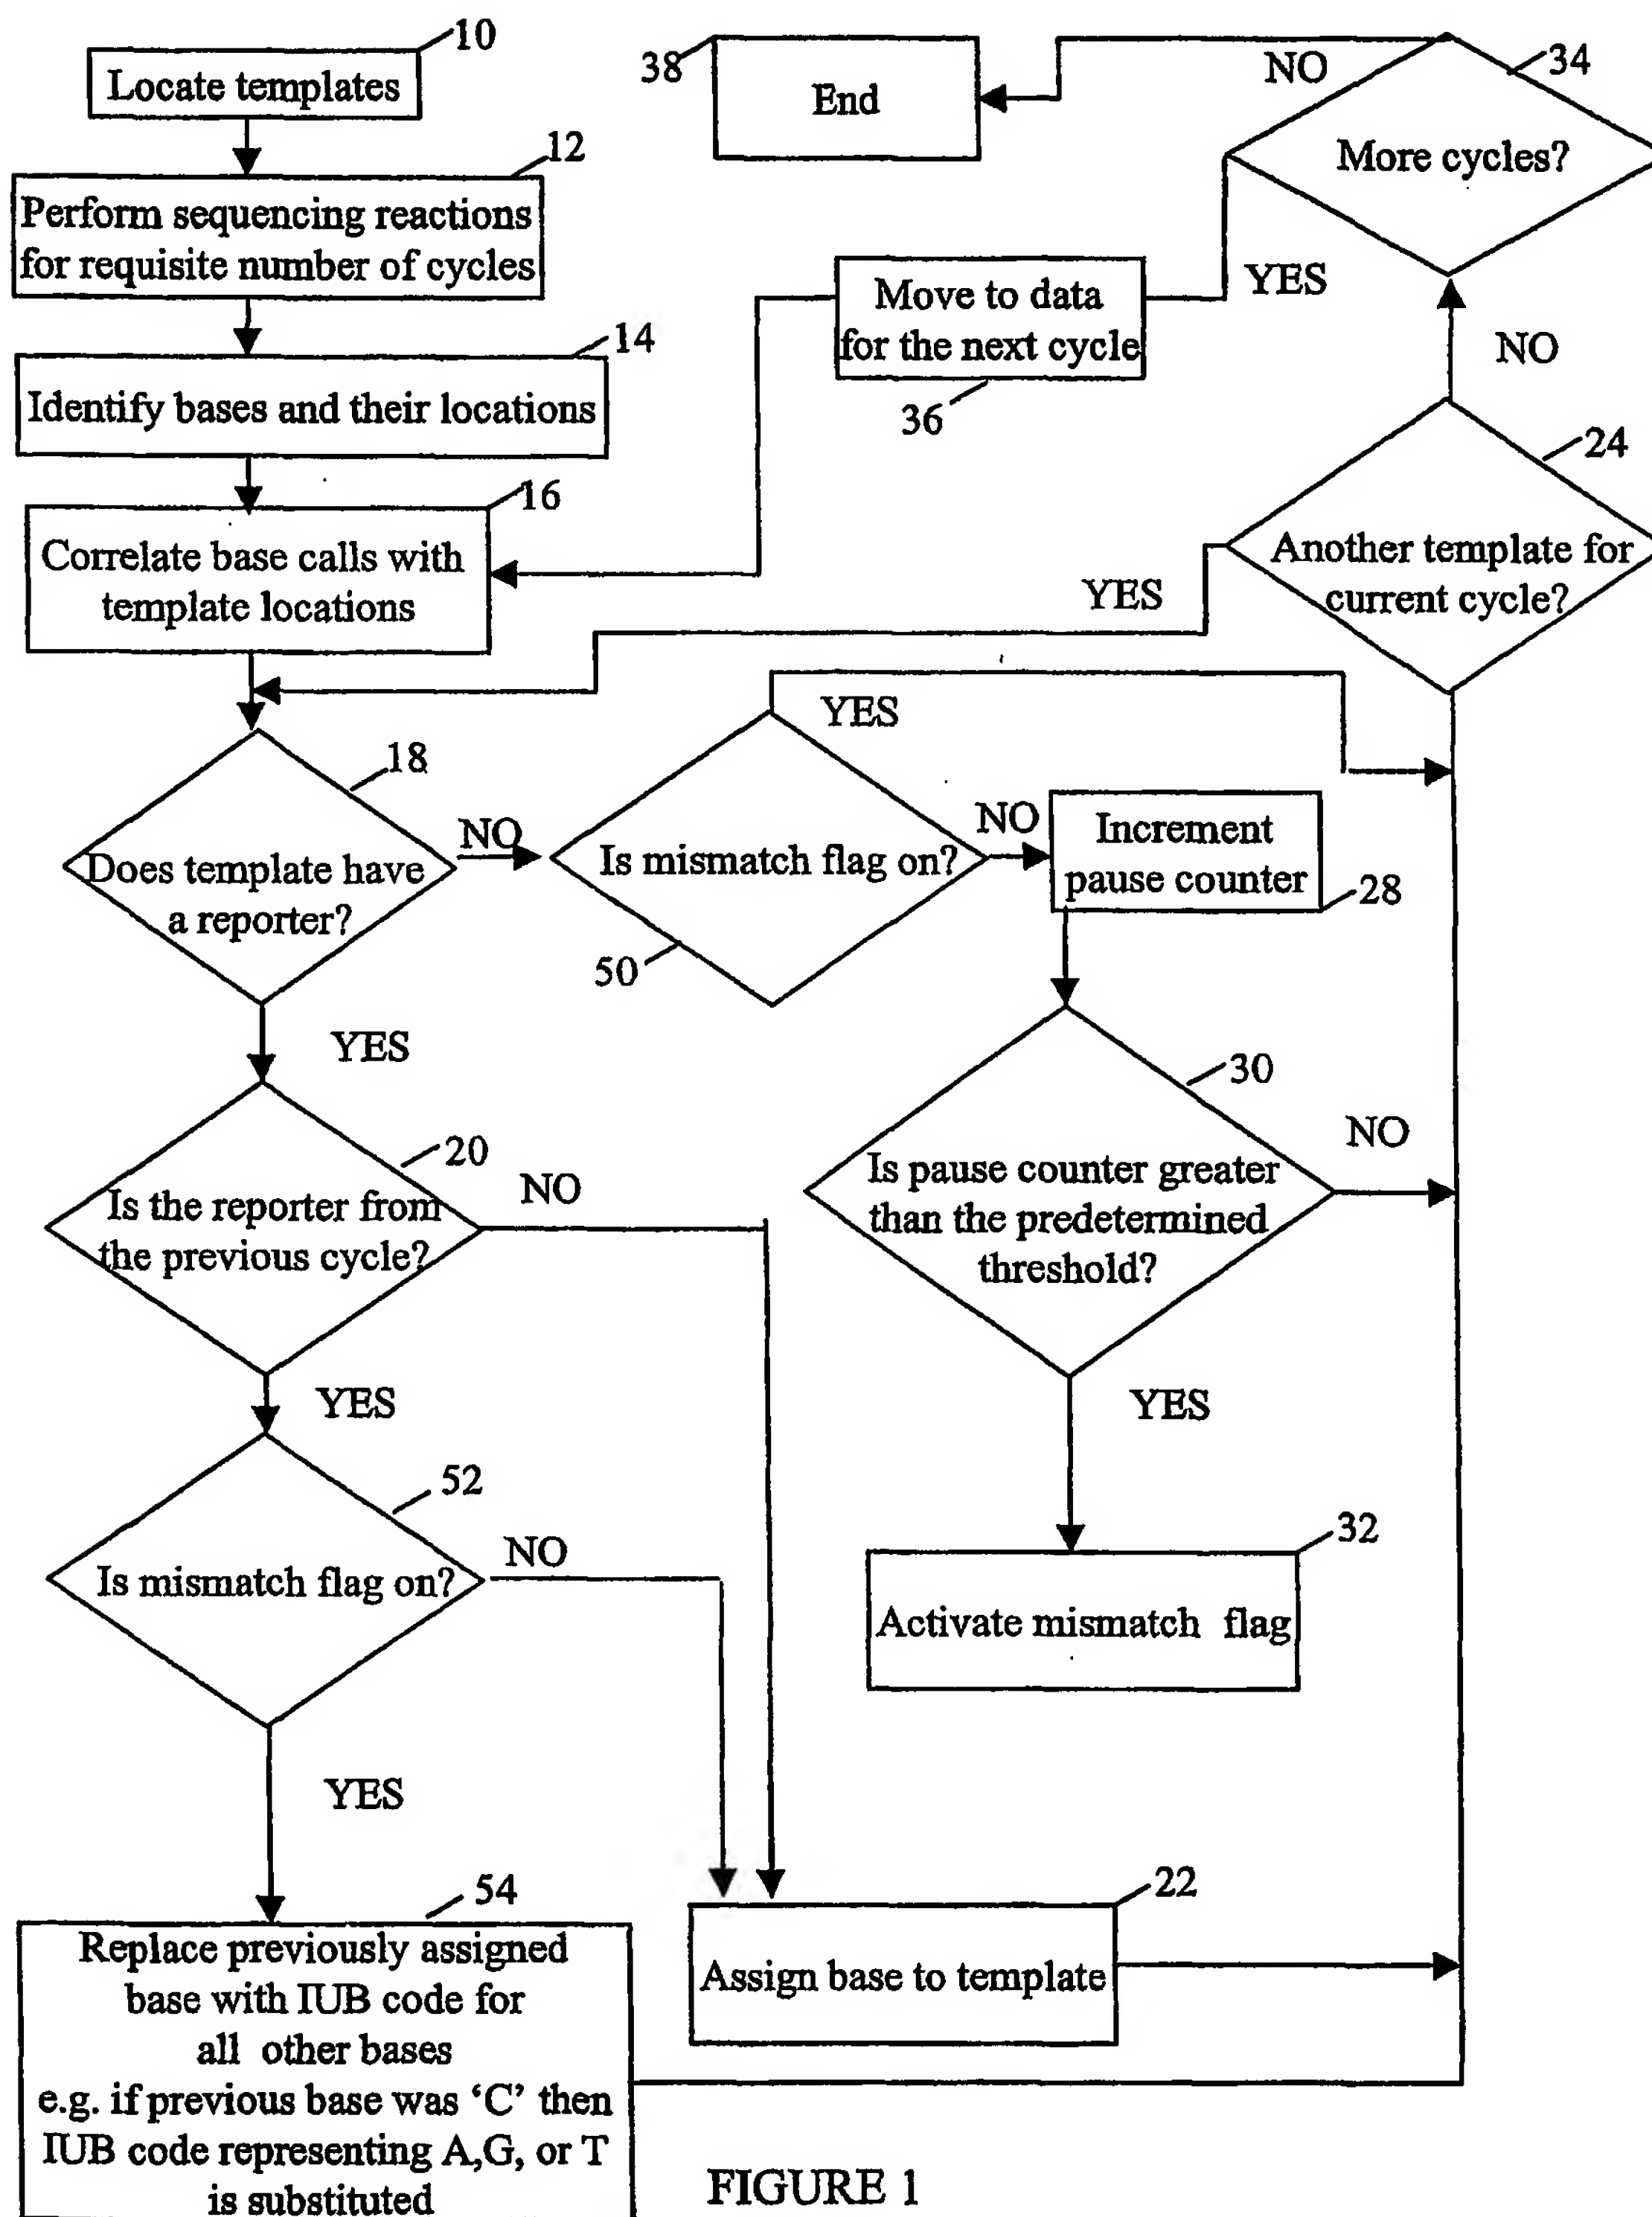 10
Locate templates
12
Perform sequencing reactions
for requisite number of cycles
14
Identify bases and their locations
16
Correlate base calls with
template locations
38
End
NO
34
More cycles?
YES
Move to data
for the next cycle
36
NO
24
Another template for
current cycle?
YES
18
Does template have
a reporter?
NO
YES
Is mismatch flag on?
50
NO
Increment
pause counter
28
YES
20
Is the reporter from
the previous cycle?
NO
30
Is pause counter greater
than the predetermined
threshold?
NO
YES
YES
52
Is mismatch flag on?
NO
32
Activate mismatch flag
YES
54
Replace previously assigned
base with IUB code for
all other bases
e.g. if previous base was ‘C’ then
IUB code representing A,G, or T
is substituted
22
Assign base to template
FIGURE 1